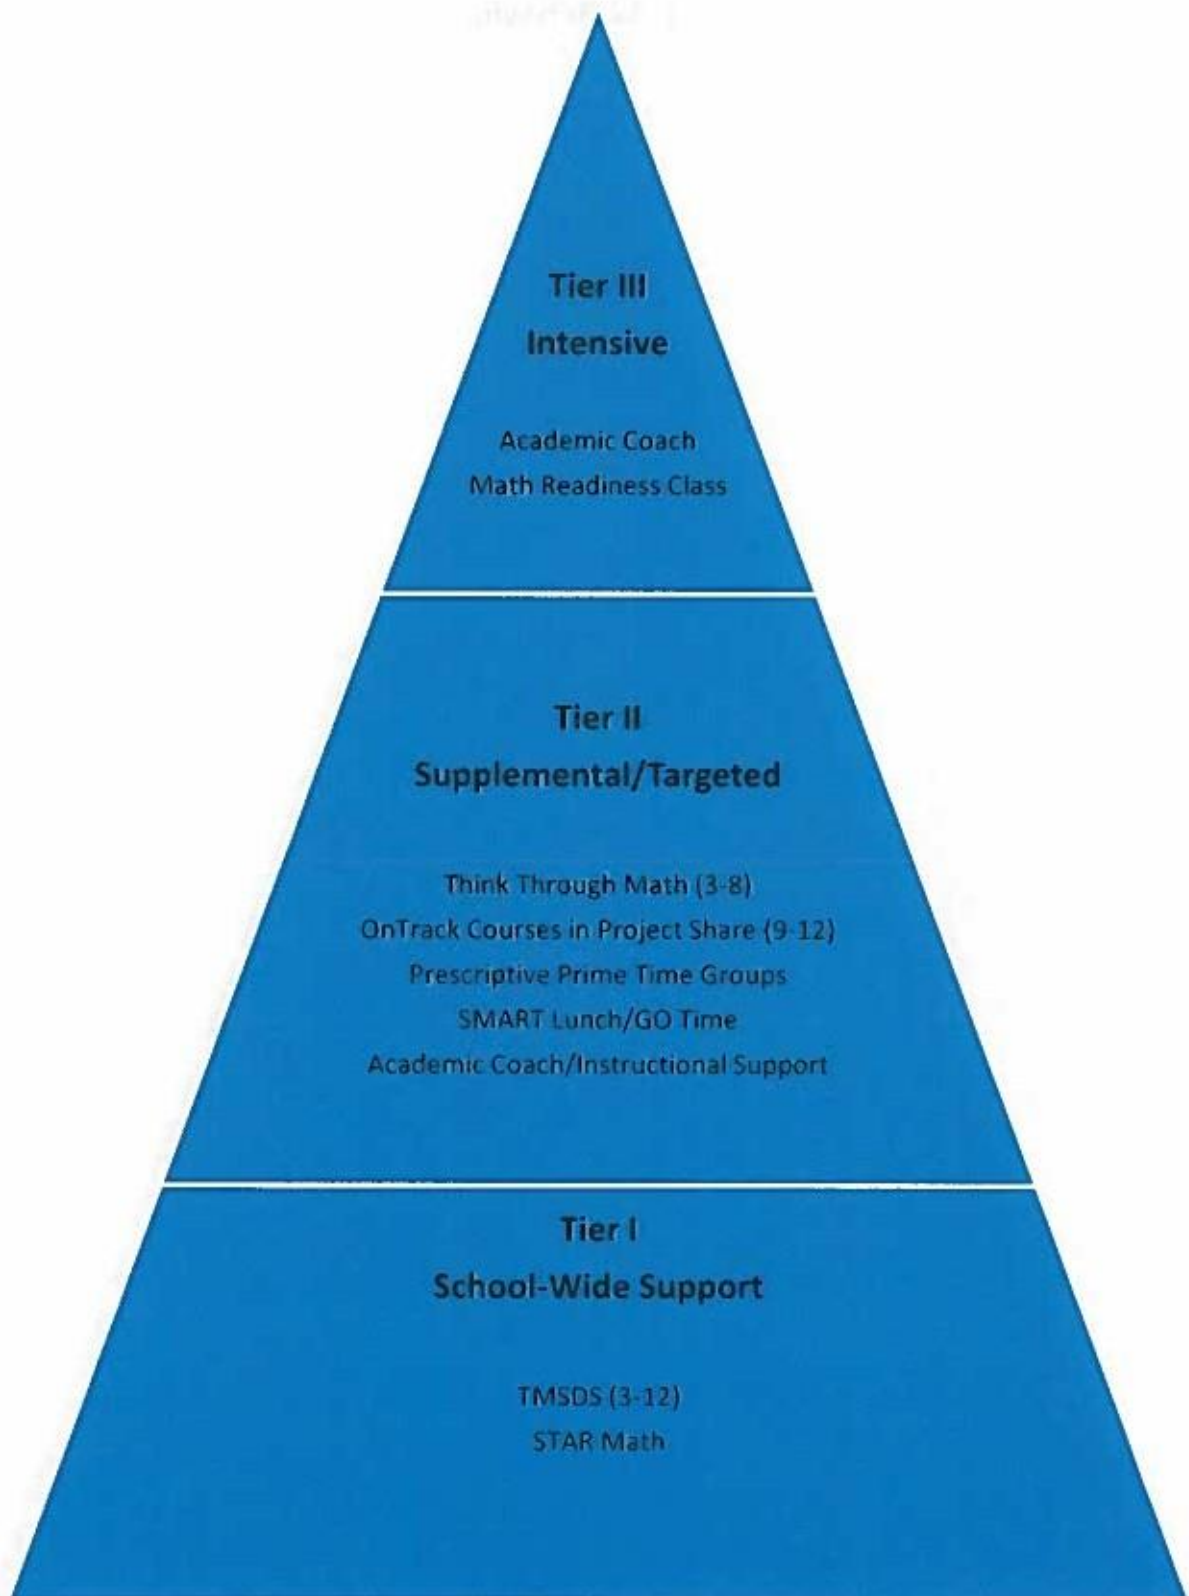 Tier III
Intensive
Academic Coach
Math Readiness Class
Tier II
Supplemental/Targeted
Think Through Math (3-8)
OnTrack Courses in Project Share (9-12)
Prescriptive Prime Time Groups
SMART Lunch/GO Time
Academic Coach/Instructional Support
Tier I
School-Wide Support
TMSDS (3-12)
STAR Math